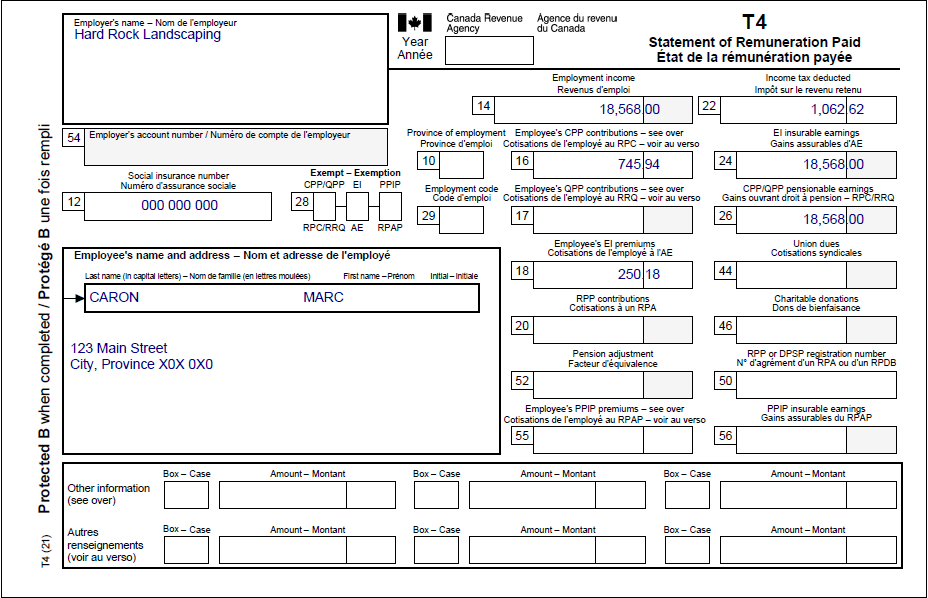 Employer's name – Nom de l'employeur
Hard Rock Landscaping
Canada Revenue Agency
Agence du revenu du Canada
Year
Année
T4
Statement of Remuneration Paid
État de la rémunération payée
Employment income
Revenus d'emploi
14 18,568 00
Income tax deducted
Impôt sur le revenu retenu
22 1,062 62
54 Employer's account number / Numéro de compte de l'employeur
Province of employment
Province d'emploi
10
Employee's CPP contributions – see over
Cotisations de l'employé au RPC – voir au verso
16 745 94
EI insurable earnings
Gains assurables d'AE
24 18,568 00
Social insurance number
Numéro d'assurance sociale
12 000 000 000
Exempt – Exemption
CPP/QPP EI PPIP
28
RPC/RRQ AE RPAP
Employment code
Code d'emploi
29
Employee's QPP contributions – see over
Cotisations de l'employé au RRQ – voir au verso
17
CPP/QPP pensionable earnings
Gains ouvrant droit à pension – RPC/RRQ
26 18,568 00
Employee's name and address – Nom et adresse de l'employé
Last name (in capital letters) – Nom de famille (en lettres moulées) First name – Prénom Initial – Initiale
CARON MARC
123 Main Street
City, Province X0X 0X0
Employee's EI premiums
Cotisations de l'employé à l'AE
18 250 18
Union dues
Cotisations syndicales
44
RPP contributions
Cotisations à un RPA
20
Charitable donations
Dons de bienfaisance
46
Pension adjustment
Facteur d'équivalence
52
RPP or DPSP registration number
N° d'agrément d'un RPA ou d'un RPDB
50
Employee's PPIP premiums – see over
Cotisations de l'employé au RPAP – voir au verso
55
PPIP insurable earnings
Gains assurables du RPAP
56
Box – Case Amount – Montant Box – Case Amount – Montant Box – Case Amount – Montant
Other information
(see over)
Box – Case Amount – Montant Box – Case Amount – Montant Box – Case Amount – Montant
Autres
renseignements
(voir au verso)
Protected B when completed / Protégé B une fois rempli
T4 (21)